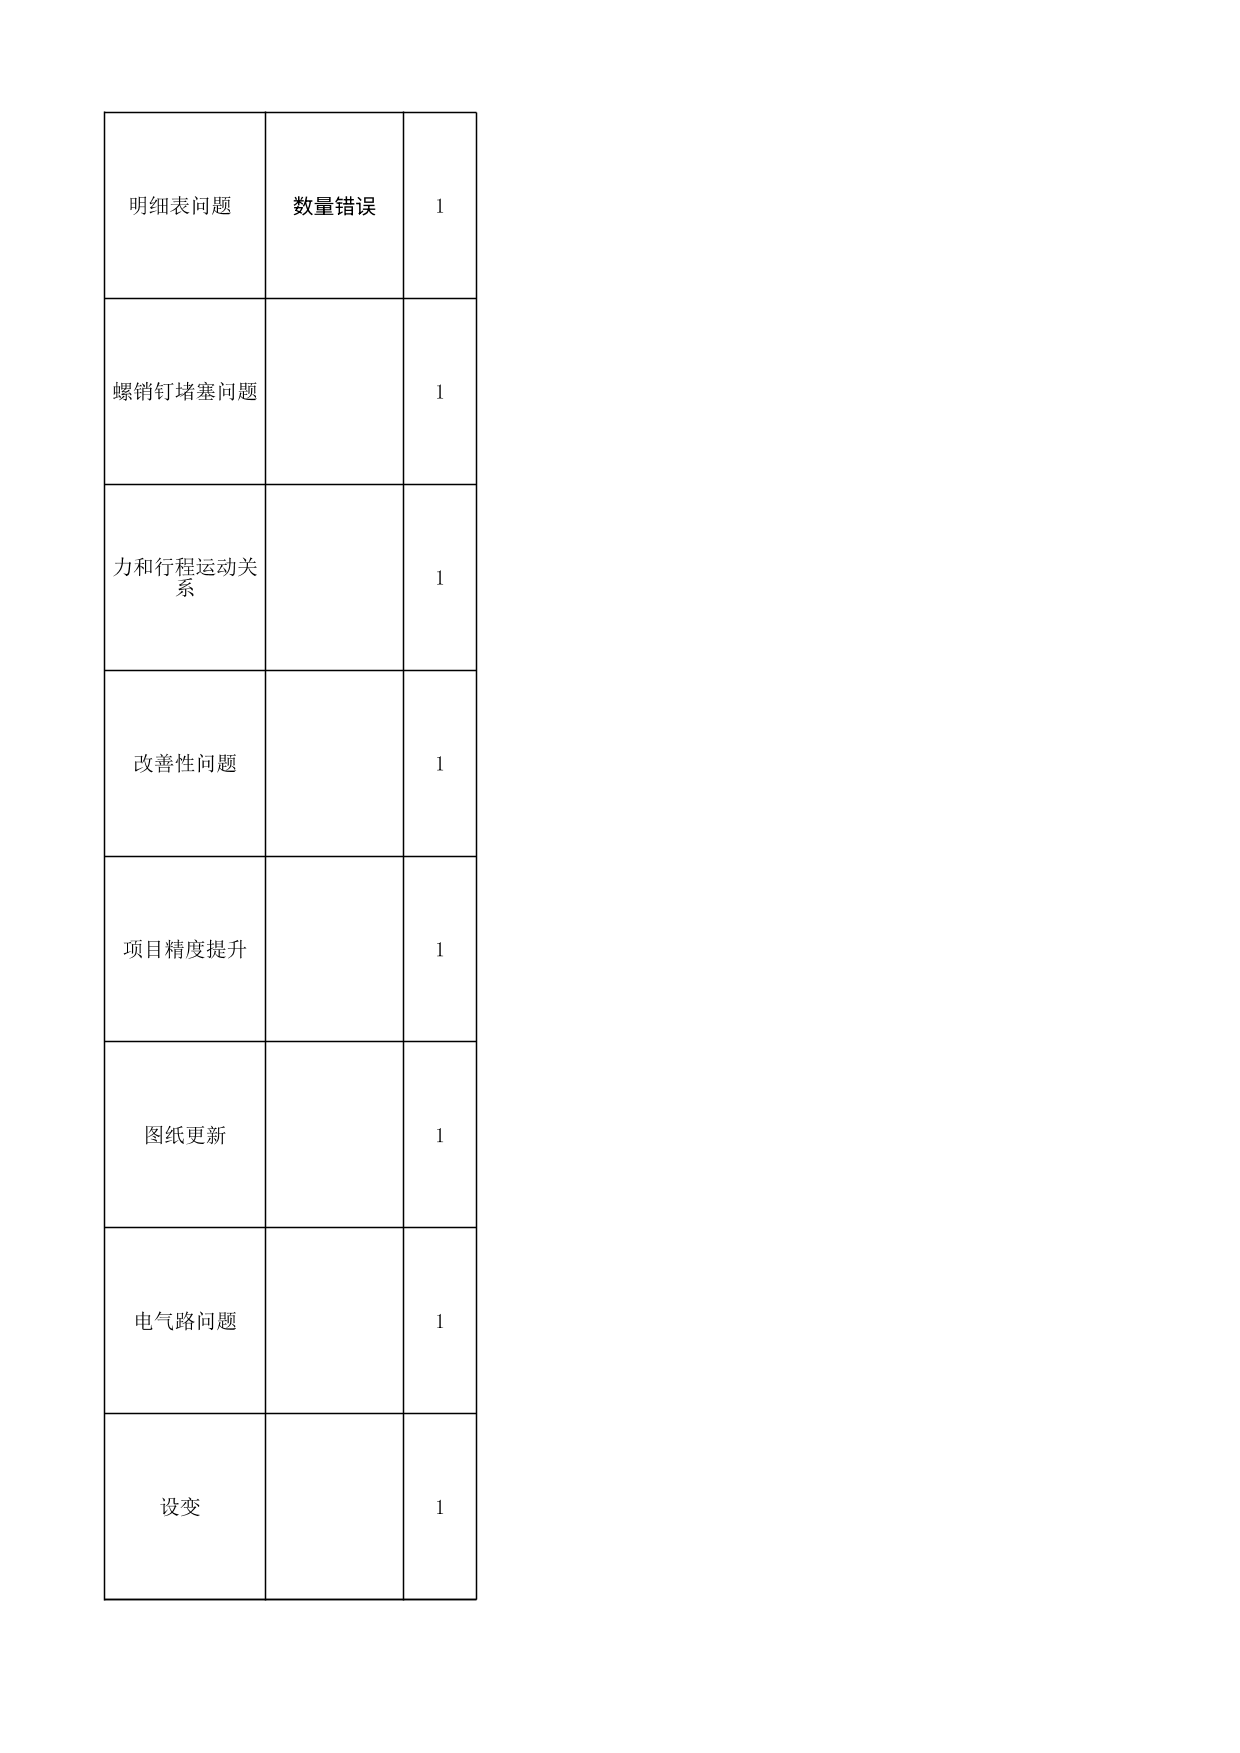 明细表问题 数量错误 1
螺销钉堵塞问题 1
力和行程运动关
系 1
改善性问题 1
项目精度提升 1
图纸更新 1
电气路问题 1
设变 1